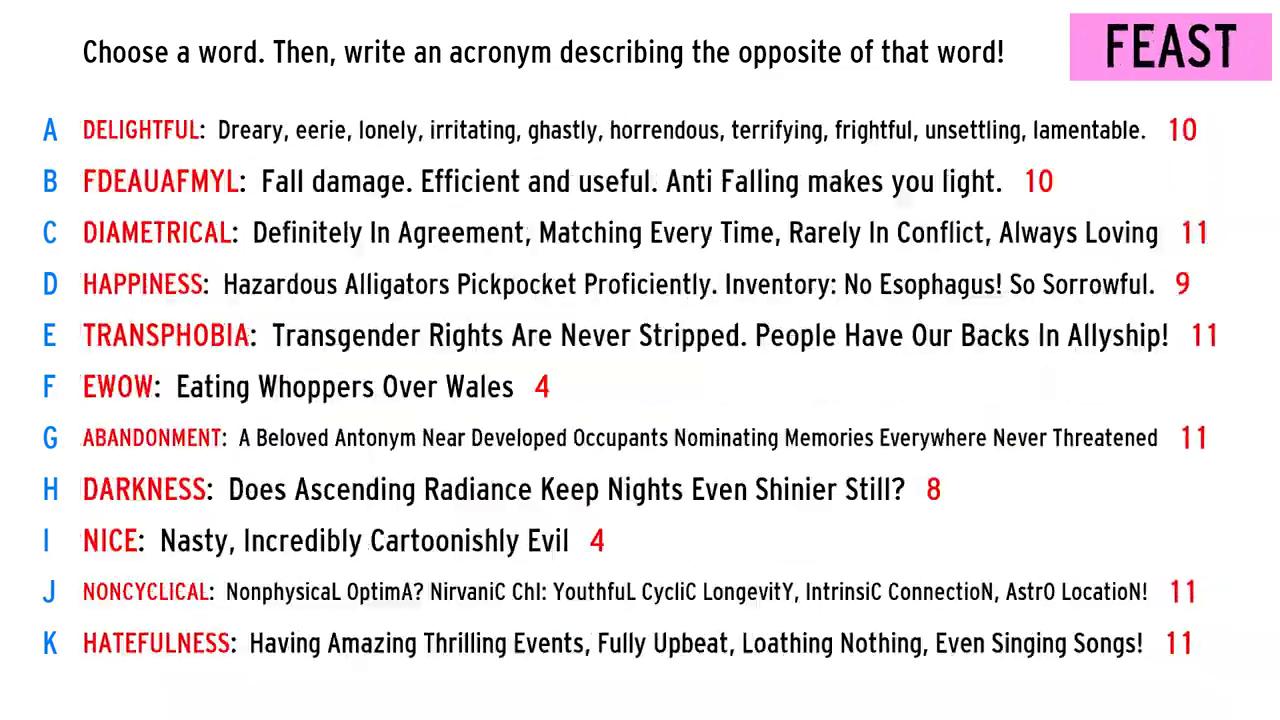 Choose a word. Then, write an acronym describing the opposite of that word!
FEAST
A DELIGHTFUL: Dreary, eerie, lonely, irritating, ghastly, horrendous, terrifying, frightful, unsettling, lamentable. 10
B FDEAUAFMYL: Fall damage. Efficient and useful. Anti Falling makes you light. 10
C DIAMETRICAL: Definitely In Agreement, Matching Every Time, Rarely In Conflict, Always Loving 11
D HAPPINESS: Hazardous Alligators Pickpocket Proficiently. Inventory: No Esophagus! So Sorrowful. 9
E TRANSPHOBIA: Transgender Rights Are Never Stripped. People Have Our Backs In Allyship! 11
F EWOW: Eating Whoppers Over Wales 4
G ABANDONMENT: A Beloved Antonym Near Developed Occupants Nominating Memories Everywhere Never Threatened 11
H DARKNESS: Does Ascending Radiance Keep Nights Even Shinier Still? 8
I NICE: Nasty, Incredibly Cartoonishly Evil 4
J NONCYCLICAL: NonphysicaL OptimA? NirvaniC ChI: YouthfuL CycliC LongevitY, IntrinsiC ConnectioN, AstrO LocatioN! 11
K HATEFULNESS: Having Amazing Thrilling Events, Fully Upbeat, Loathing Nothing, Even Singing Songs! 11